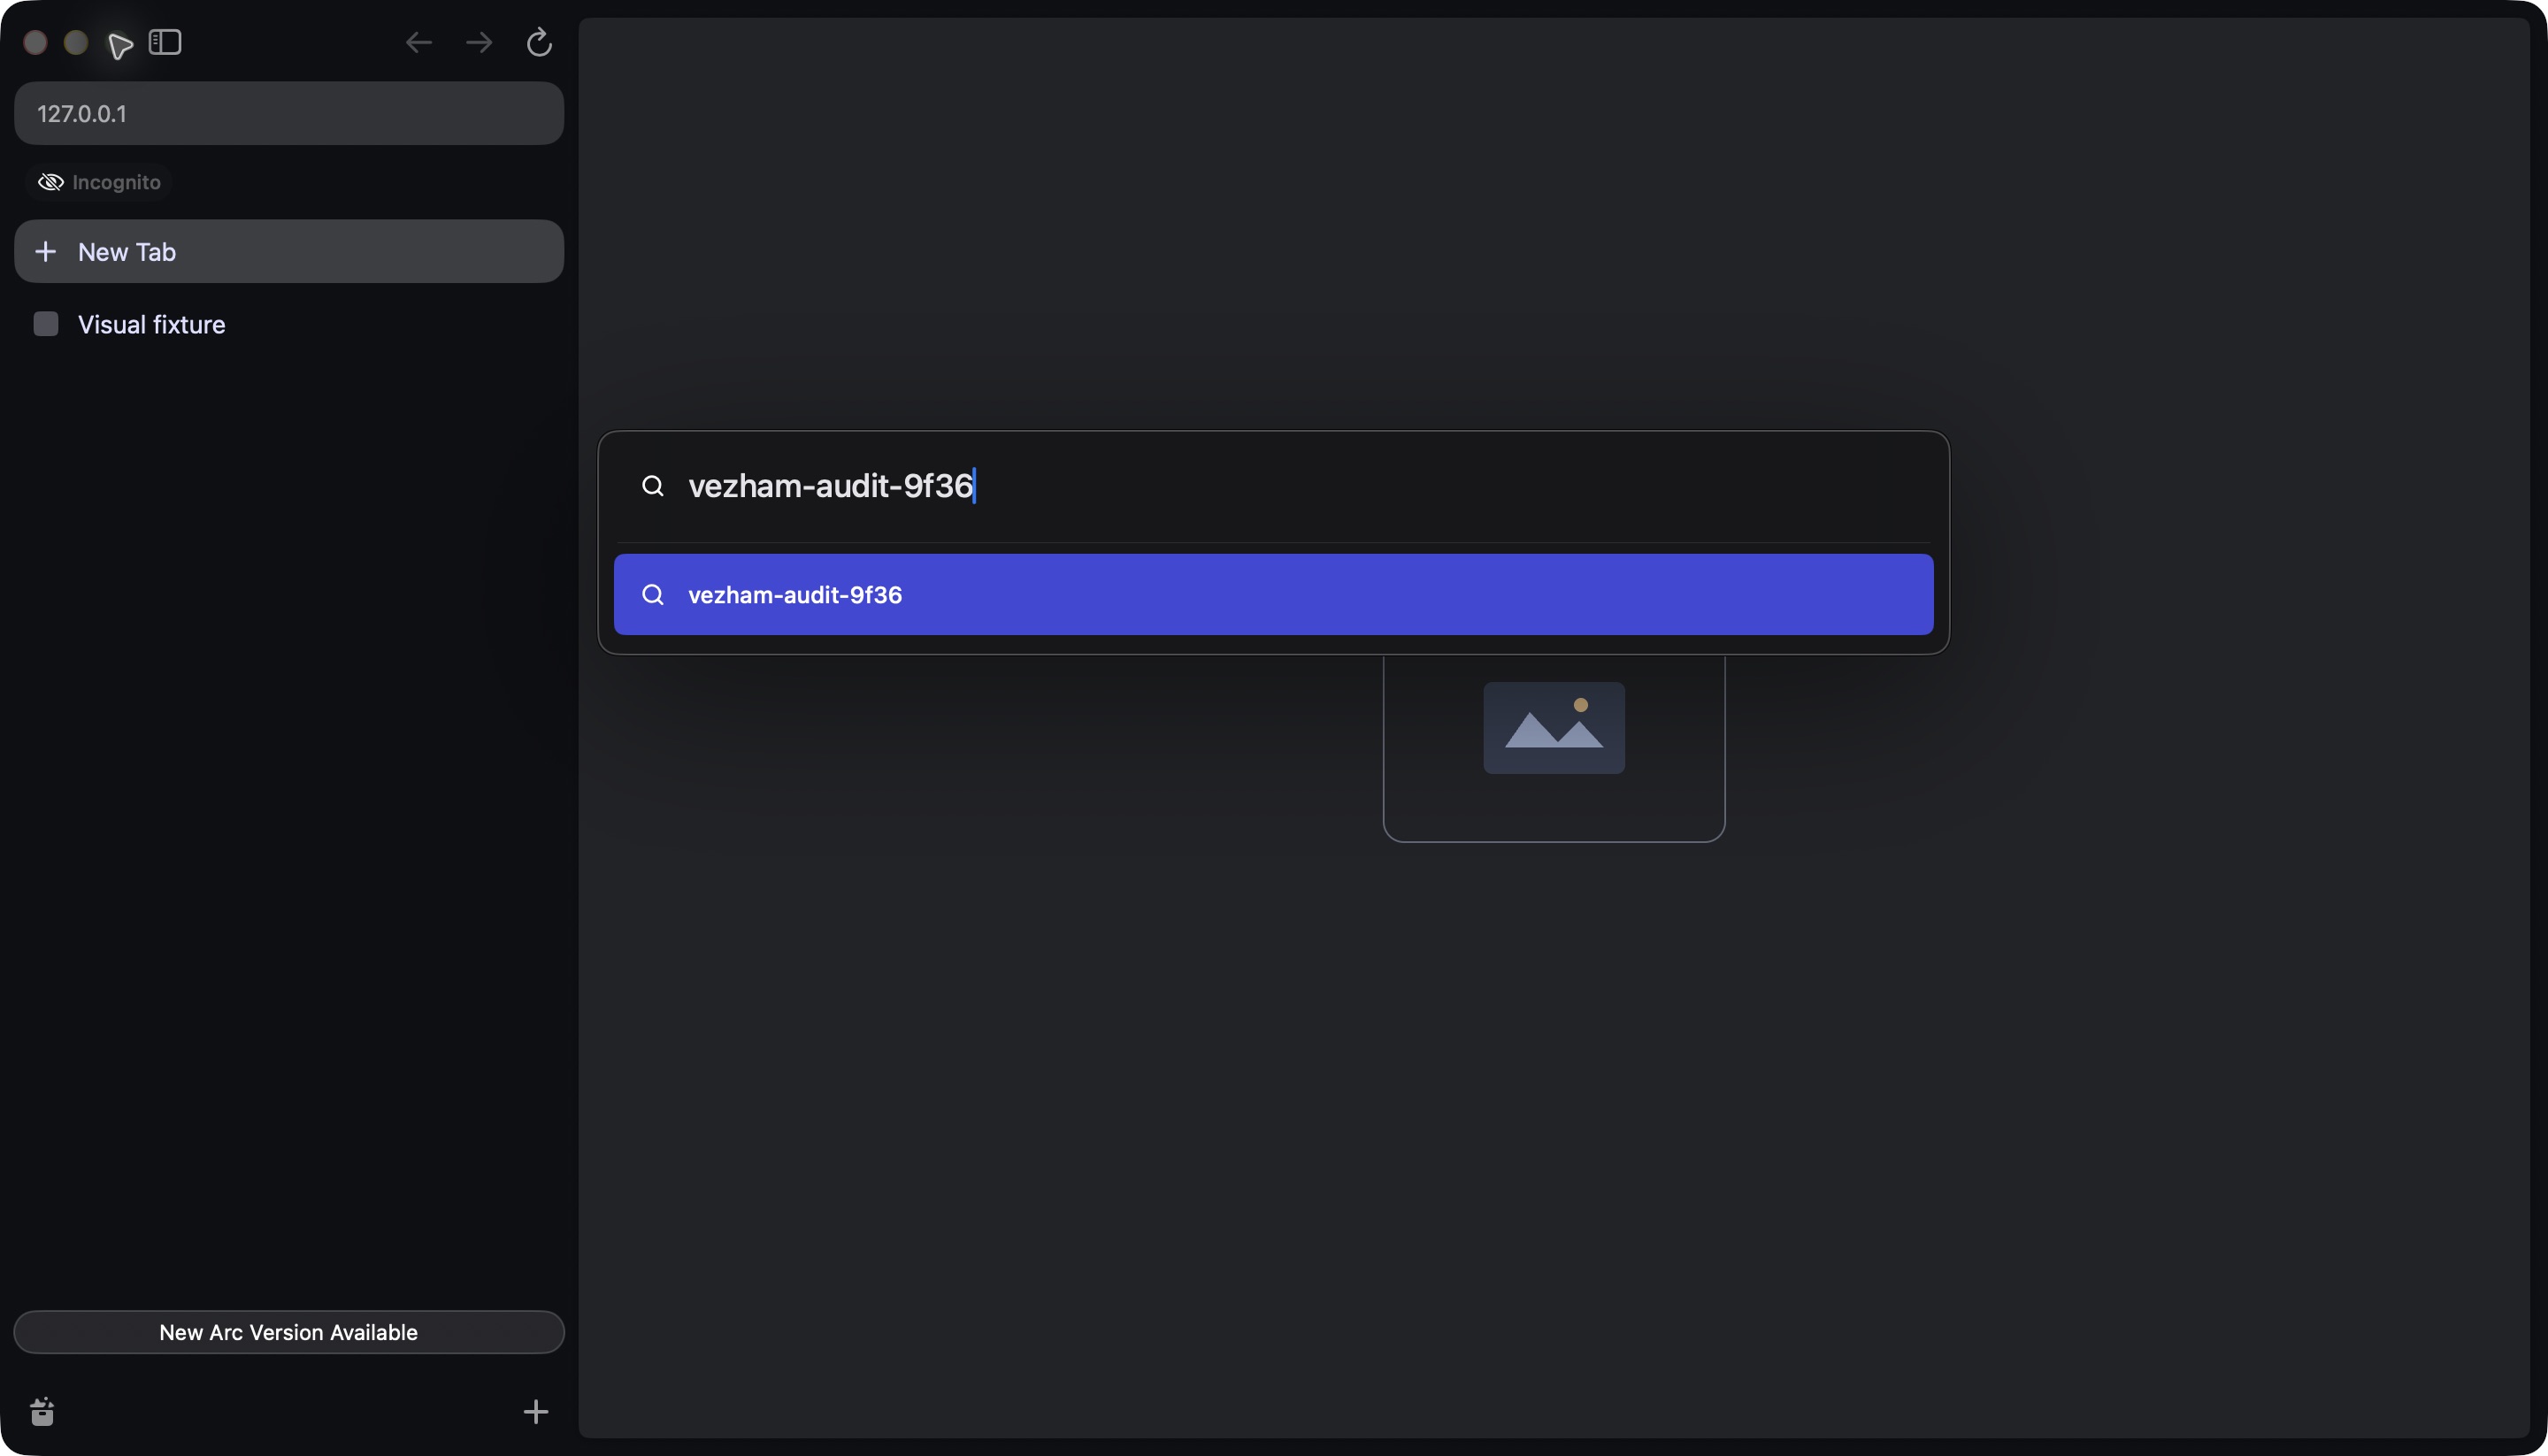 127.0.0.1
Incognito
New Tab
Visual fixture
vezham-audit-9f36
vezham-audit-9f36
New Arc Version Available